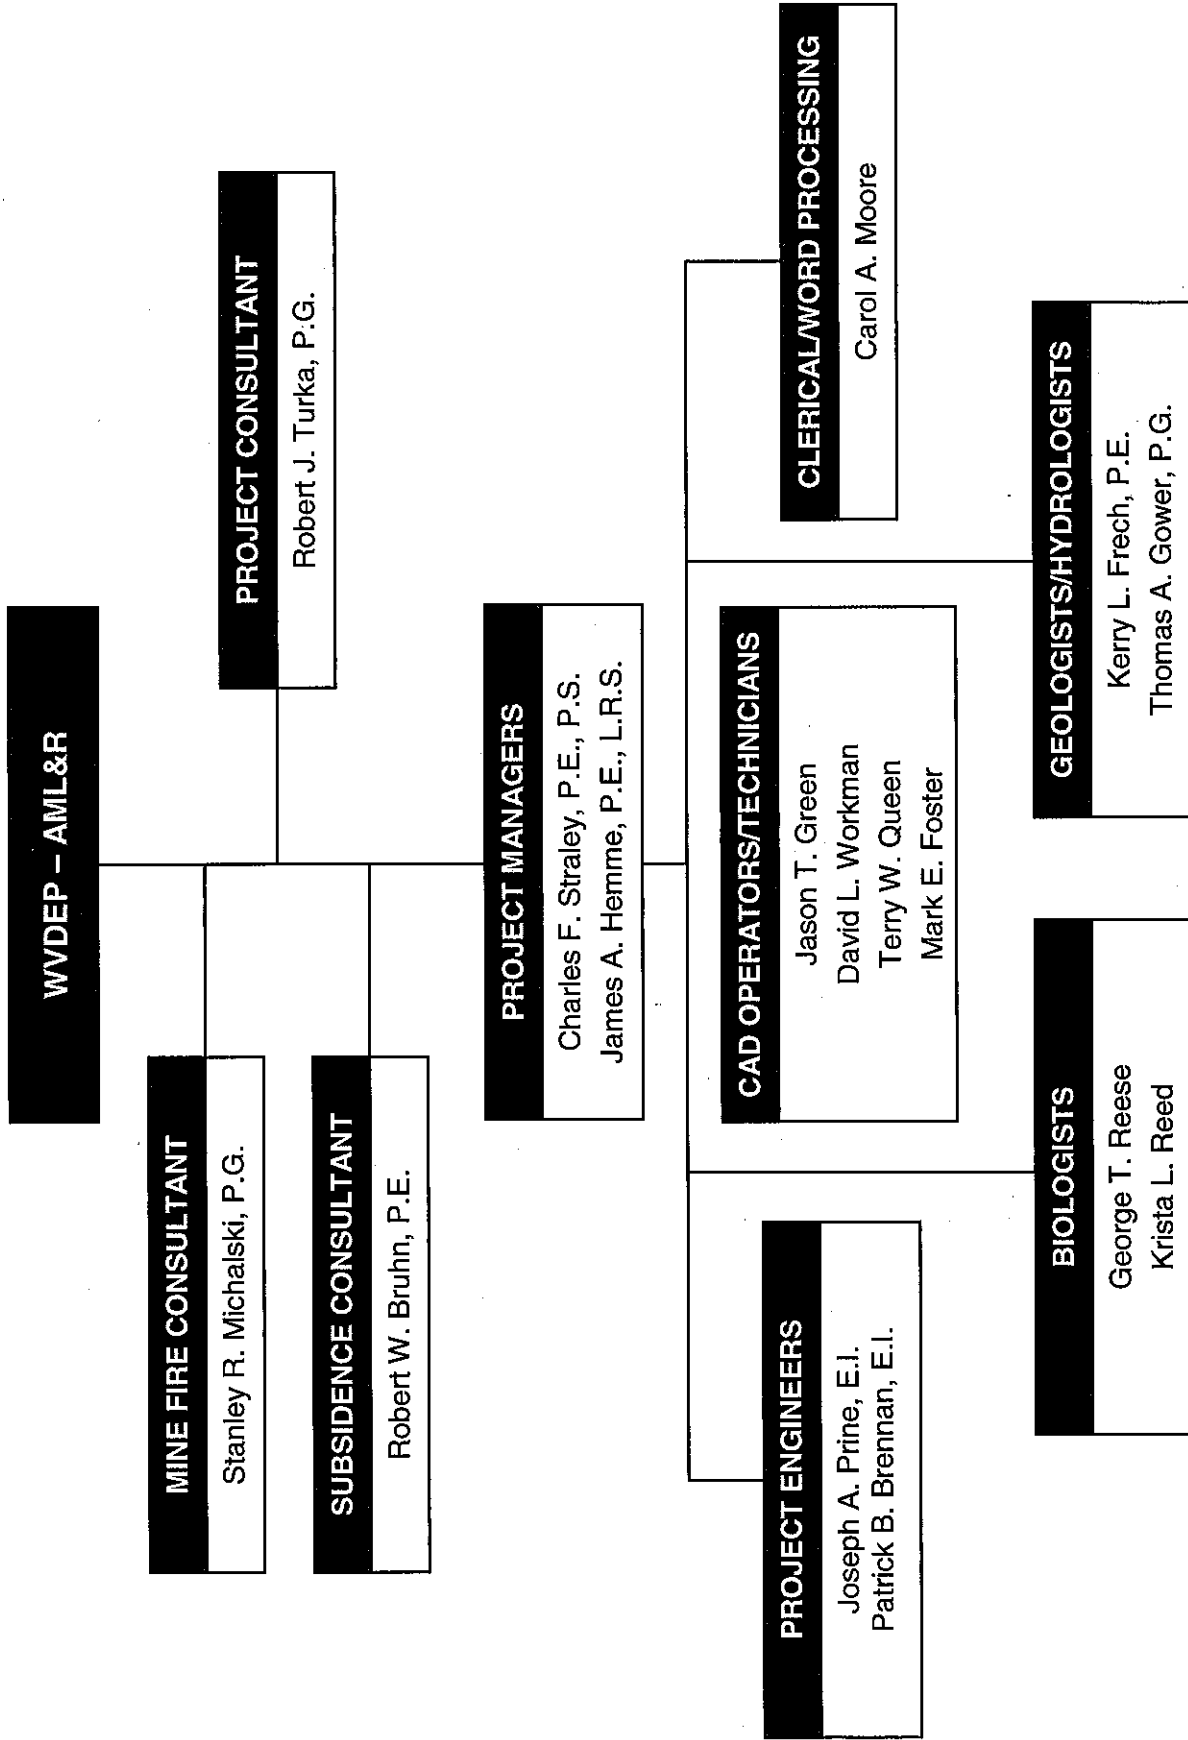 WVDEP – AML&R
MINE FIRE CONSULTANT
Stanley R. Michalski, P.G.
PROJECT CONSULTANT
Robert J. Turka, P.G.
SUBSIDENCE CONSULTANT
Robert W. Bruhn, P.E.
PROJECT MANAGERS
Charles F. Straley, P.E., P.S.
James A. Hemme, P.E., L.R.S.
PROJECT ENGINEERS
Joseph A. Prine, E.I.
Patrick B. Brennan, E.I.
CAD OPERATORS/TECHNICIANS
Jason T. Green
David L. Workman
Terry W. Queen
Mark E. Foster
CLERICAL/WORD PROCESSING
Carol A. Moore
BIOLOGISTS
George T. Reese
Krista L. Reed
GEOLOGISTS/HYDROLOGISTS
Kerry L. Frech, P.E.
Thomas A. Gower, P.G.